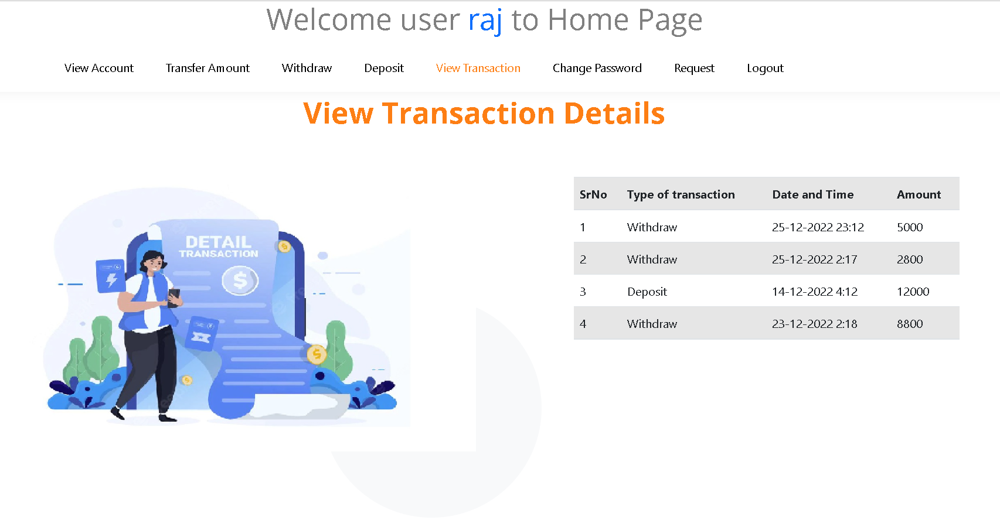 Welcome user raj to Home Page
View Account Transfer Amount Withdraw Deposit View Transaction Change Password Request Logout
View Transaction Details
DETAIL
TRANSACTION
SrNo Type of transaction Date and Time Amount
1 Withdraw 25-12-2022 23:12 5000
2 Withdraw 25-12-2022 2:17 2800
3 Deposit 14-12-2022 4:12 12000
4 Withdraw 23-12-2022 2:18 8800